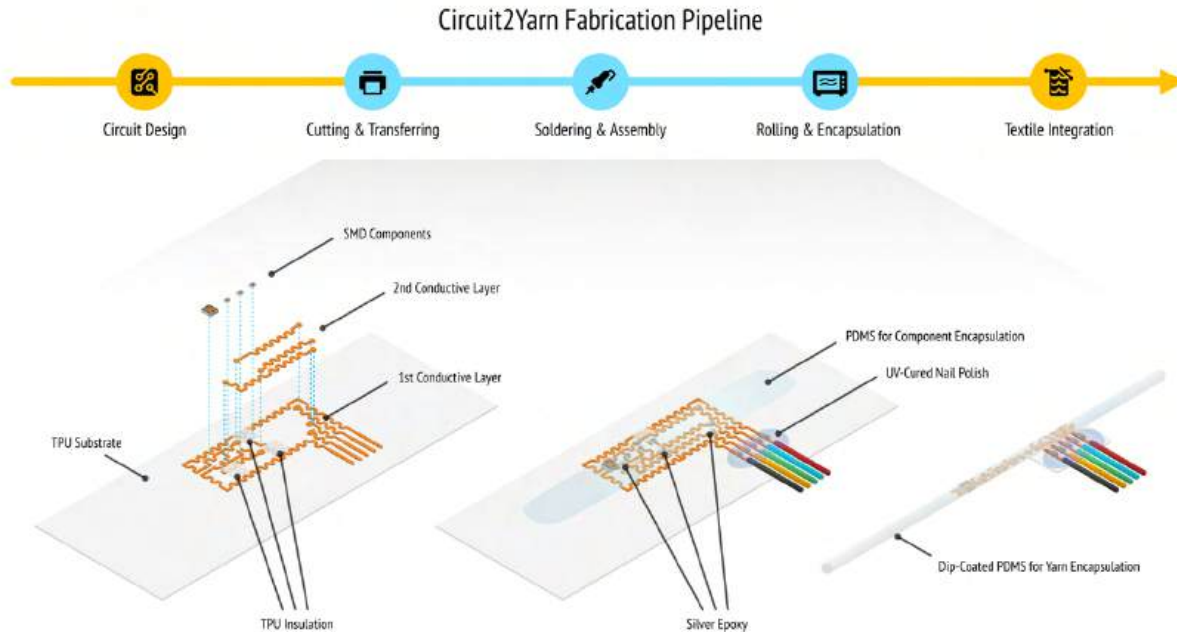 Circuit2Yarn Fabrication Pipeline
Circuit Design
Cutting & Transferring
Soldering & Assembly
Rolling & Encapsulation
Textile Integration
SMD Components
2nd Conductive Layer
1st Conductive Layer
TPU Substrate
TPU Insulation
PDMS for Component Encapsulation
UV-Cured Nail Polish
Silver Epoxy
Dip-Coated PDMS for Yarn Encapsulation